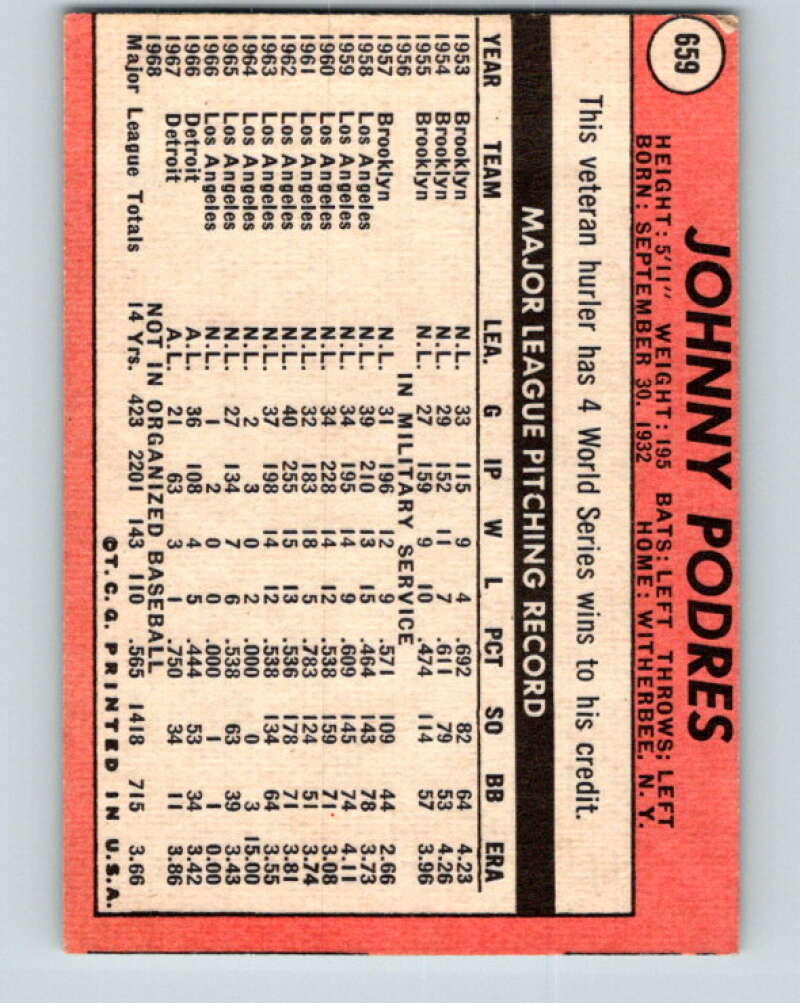 659
JOHNNY PODRES
HEIGHT: 5'11" WEIGHT: 195 BATS: LEFT THROWS: LEFT
BORN: SEPTEMBER 30, 1932 HOME: WITHERBEE, N. Y.
This veteran hurler has 4 World Series wins to his credit.
MAJOR LEAGUE PITCHING RECORD
YEAR TEAM LEA. G IP W L PCT SO BB ERA
1953 Brooklyn N.L. 33 115 9 4 .692 82 64 4.23
1954 Brooklyn N.L. 29 152 11 7 .611 79 53 4.26
1955 Brooklyn N.L. 27 159 9 10 .474 114 57 3.96
1956 IN MILITARY SERVICE
1957 Brooklyn N.L. 31 196 12 9 .571 109 44 2.66
1958 Los Angeles N.L. 39 210 13 15 .464 143 78 3.73
1959 Los Angeles N.L. 34 195 14 9 .609 145 74 4.11
1960 Los Angeles N.L. 34 228 14 12 .538 159 71 3.08
1961 Los Angeles N.L. 32 183 18 5 .783 124 51 3.74
1962 Los Angeles N.L. 40 255 15 13 .536 178 71 3.81
1963 Los Angeles N.L. 37 198 14 12 .538 134 64 3.55
1964 Los Angeles N.L. 2 3 0 2 .000 0 3 15.00
1965 Los Angeles N.L. 27 134 7 6 .538 63 39 3.43
1966 Los Angeles N.L. 1 2 0 0 .000 1 1 0.00
1966 Detroit A.L. 36 108 4 5 .444 53 34 3.42
1967 Detroit A.L. 21 63 3 1 .750 34 11 3.86
1968 NOT IN ORGANIZED BASEBALL
Major League Totals 14 Yrs. 423 2201 143 110 .565 1418 715 3.66
©T.C.G. PRINTED IN U.S.A.